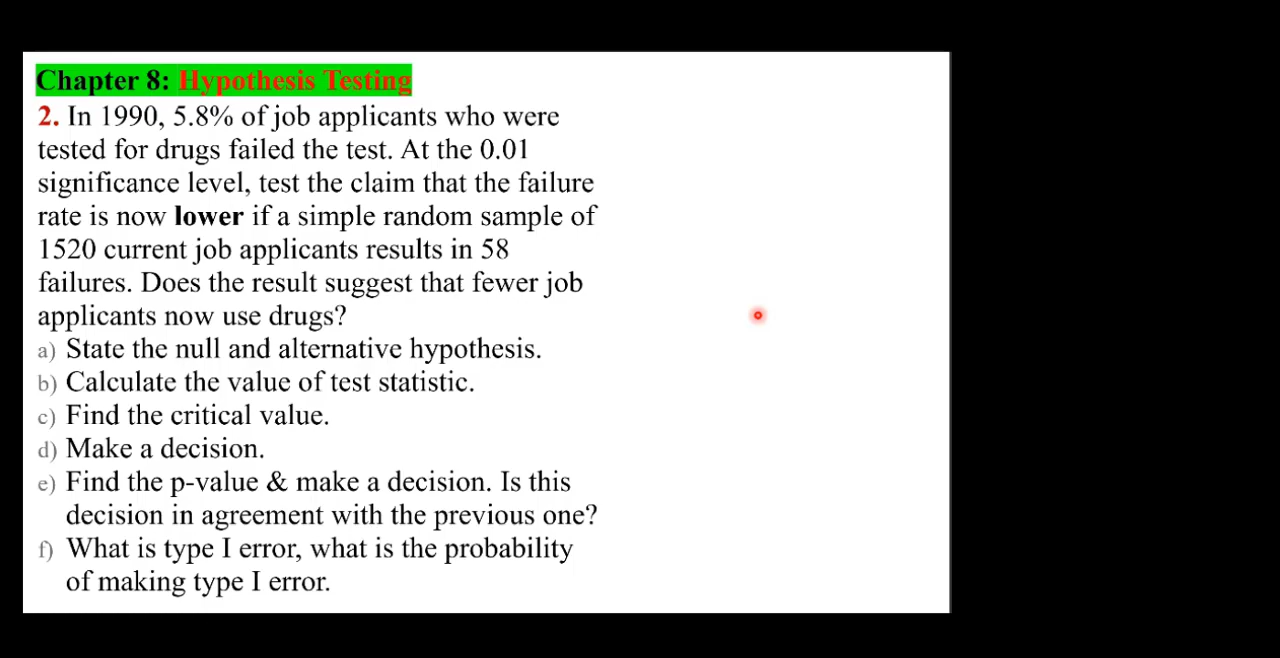 Chapter 8: Hypothesis Testing
2. In 1990, 5.8% of job applicants who were
tested for drugs failed the test. At the 0.01
significance level, test the claim that the failure
rate is now lower if a simple random sample of
1520 current job applicants results in 58
failures. Does the result suggest that fewer job
applicants now use drugs?
a) State the null and alternative hypothesis.
b) Calculate the value of test statistic.
c) Find the critical value.
d) Make a decision.
e) Find the p-value & make a decision. Is this
decision in agreement with the previous one?
f) What is type I error, what is the probability
of making type I error.